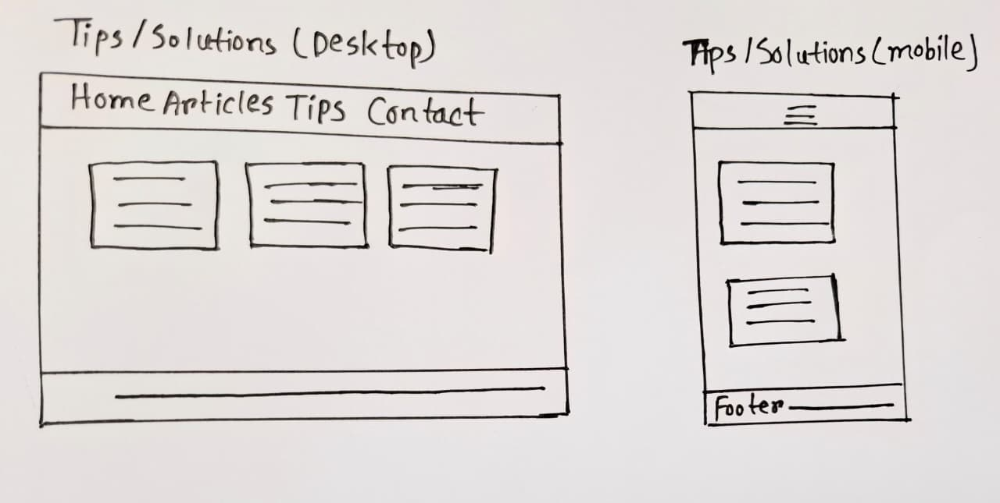 Tips/Solutions (Desktop)
Tips/Solutions (mobile)
Home Articles Tips Contact
Footer